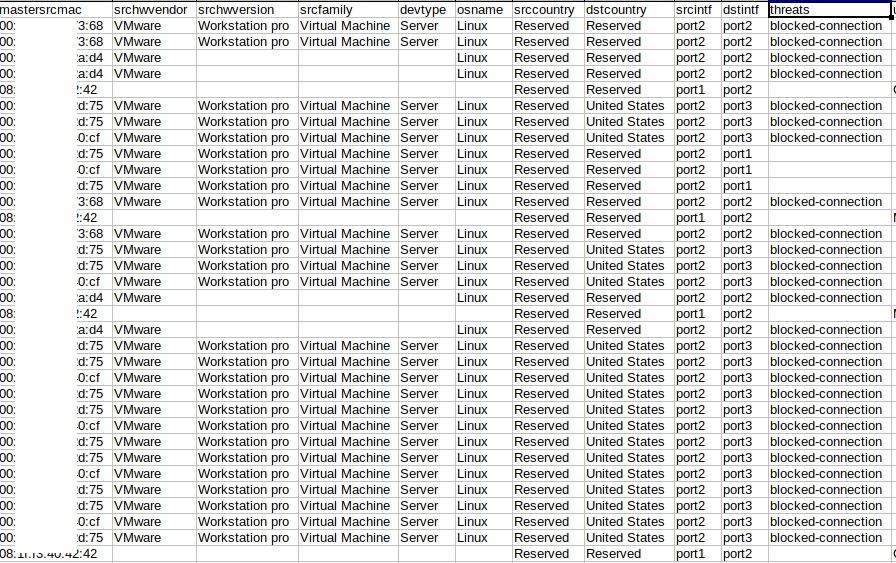 mastersrcmac srchwvendor srchwversion srcfamily devtype osname srccountry dstcountry srcintf dstintf threats
00: 3:68 VMware Workstation pro Virtual Machine Server Linux Reserved Reserved port2 port2 blocked-connection
00: 3:68 VMware Workstation pro Virtual Machine Server Linux Reserved Reserved port2 port2 blocked-connection
00: a:d4 VMware Linux Reserved Reserved port2 port2 blocked-connection
00: a:d4 VMware Linux Reserved Reserved port2 port2 blocked-connection
08: :42 Reserved Reserved port1 port2
00: d:75 VMware Workstation pro Virtual Machine Server Linux Reserved United States port2 port3 blocked-connection
00: d:75 VMware Workstation pro Virtual Machine Server Linux Reserved United States port2 port3 blocked-connection
00: 0:cf VMware Workstation pro Virtual Machine Server Linux Reserved United States port2 port3 blocked-connection
00: d:75 VMware Workstation pro Virtual Machine Server Linux Reserved Reserved port2 port1
00: 0:cf VMware Workstation pro Virtual Machine Server Linux Reserved Reserved port2 port1
00: d:75 VMware Workstation pro Virtual Machine Server Linux Reserved Reserved port2 port1
00: 3:68 VMware Workstation pro Virtual Machine Server Linux Reserved Reserved port2 port2 blocked-connection
08: :42 Reserved Reserved port1 port2
00: 3:68 VMware Workstation pro Virtual Machine Server Linux Reserved Reserved port2 port2 blocked-connection
00: d:75 VMware Workstation pro Virtual Machine Server Linux Reserved United States port2 port3 blocked-connection
00: d:75 VMware Workstation pro Virtual Machine Server Linux Reserved United States port2 port3 blocked-connection
00: 0:cf VMware Workstation pro Virtual Machine Server Linux Reserved United States port2 port3 blocked-connection
00: a:d4 VMware Linux Reserved Reserved port2 port2 blocked-connection
08: :42 Reserved Reserved port1 port2
00: a:d4 VMware Linux Reserved Reserved port2 port2 blocked-connection
00: d:75 VMware Workstation pro Virtual Machine Server Linux Reserved United States port2 port3 blocked-connection
00: d:75 VMware Workstation pro Virtual Machine Server Linux Reserved United States port2 port3 blocked-connection
00: 0:cf VMware Workstation pro Virtual Machine Server Linux Reserved United States port2 port3 blocked-connection
00: d:75 VMware Workstation pro Virtual Machine Server Linux Reserved United States port2 port3 blocked-connection
00: d:75 VMware Workstation pro Virtual Machine Server Linux Reserved United States port2 port3 blocked-connection
00: 0:cf VMware Workstation pro Virtual Machine Server Linux Reserved United States port2 port3 blocked-connection
00: d:75 VMware Workstation pro Virtual Machine Server Linux Reserved United States port2 port3 blocked-connection
00: d:75 VMware Workstation pro Virtual Machine Server Linux Reserved United States port2 port3 blocked-connection
00: 0:cf VMware Workstation pro Virtual Machine Server Linux Reserved United States port2 port3 blocked-connection
00: d:75 VMware Workstation pro Virtual Machine Server Linux Reserved United States port2 port3 blocked-connection
00: d:75 VMware Workstation pro Virtual Machine Server Linux Reserved United States port2 port3 blocked-connection
00: 0:cf VMware Workstation pro Virtual Machine Server Linux Reserved United States port2 port3 blocked-connection
00: d:75 VMware Workstation pro Virtual Machine Server Linux Reserved United States port2 port3 blocked-connection
08: :42 Reserved Reserved port1 port2